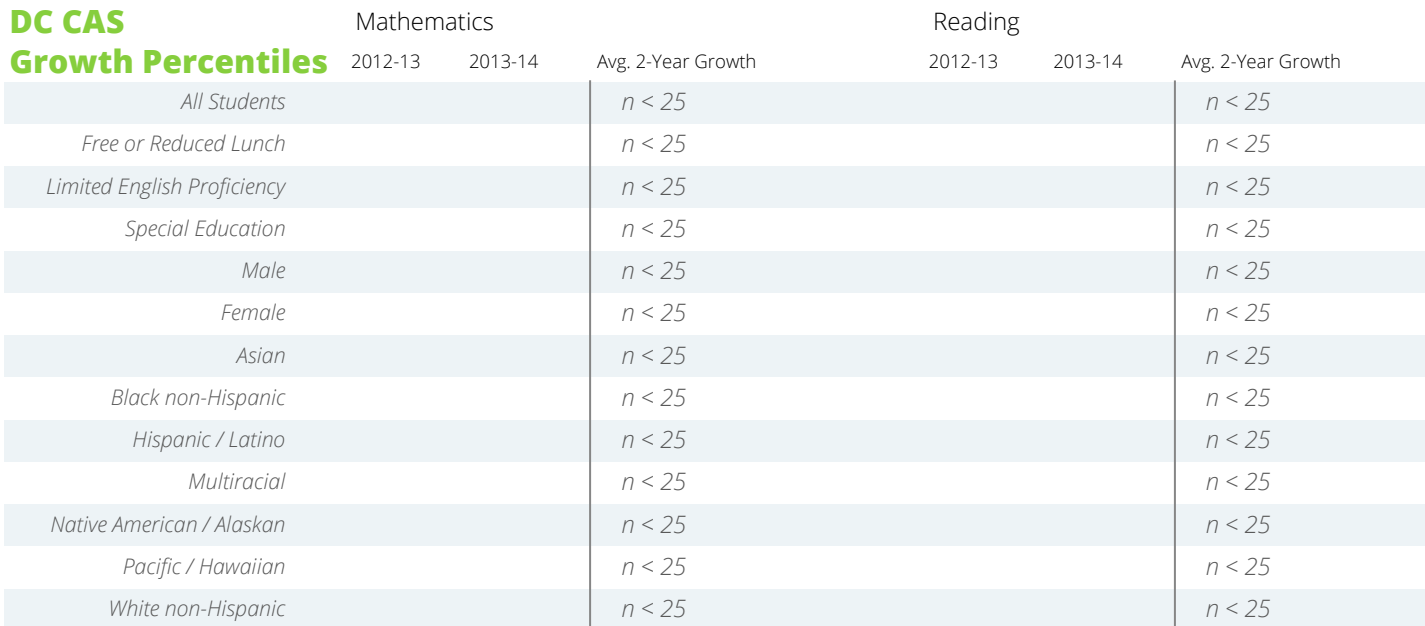 DC CAS
Growth Percentiles
Mathematics
Reading
2012-13 2013-14 Avg. 2-Year Growth 2012-13 2013-14 Avg. 2-Year Growth
All Students n < 25 n < 25
Free or Reduced Lunch n < 25 n < 25
Limited English Proficiency n < 25 n < 25
Special Education n < 25 n < 25
Male n < 25 n < 25
Female n < 25 n < 25
Asian n < 25 n < 25
Black non-Hispanic n < 25 n < 25
Hispanic / Latino n < 25 n < 25
Multiracial n < 25 n < 25
Native American / Alaskan n < 25 n < 25
Pacific / Hawaiian n < 25 n < 25
White non-Hispanic n < 25 n < 25